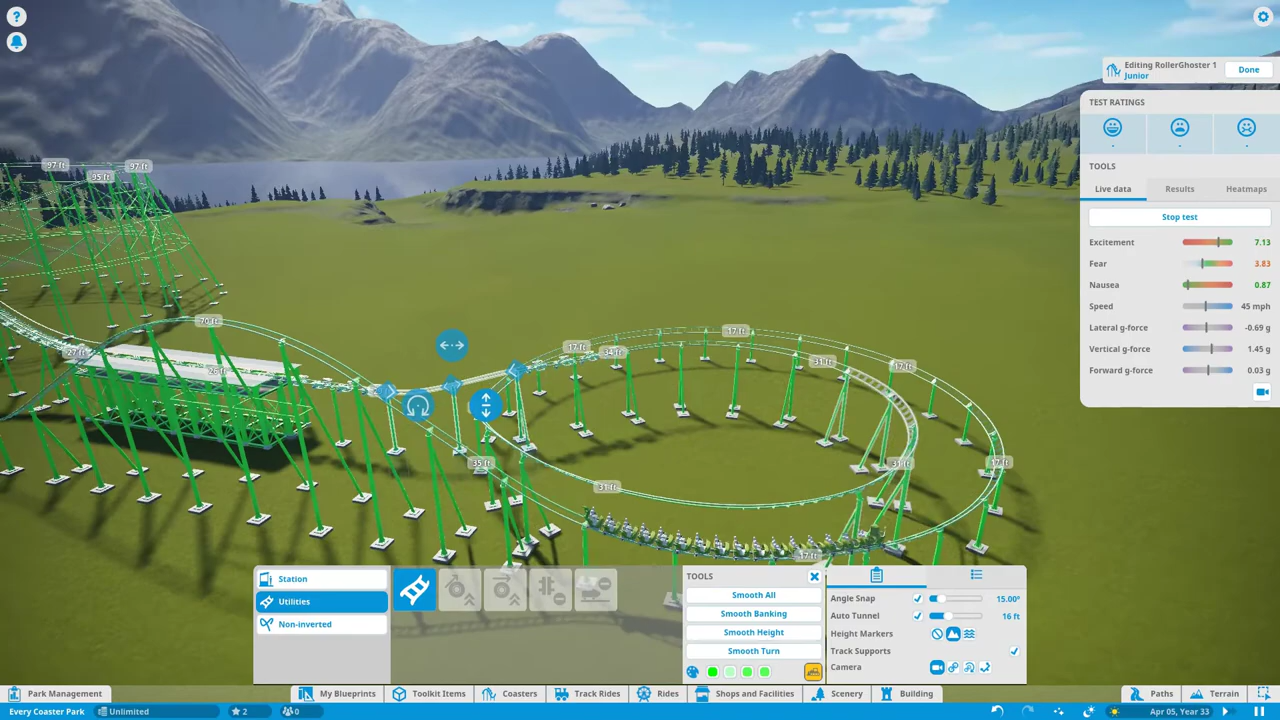 ?
Editing RollerGhoster 1
Junior
Done
TEST RATINGS
-
-
-
TOOLS
Live data
Results
Heatmaps
Stop test
Excitement 7.13
Fear 3.83
Nausea 0.87
Speed 45 mph
Lateral g-force -0.69 g
Vertical g-force 1.45 g
Forward g-force 0.03 g
97 ft
95 ft
97 ft
70 ft
27 ft
26 ft
17 ft
34 ft
17 ft
31 ft
17 ft
35 ft
31 ft
17 ft
31 ft
17 ft
Station
Utilities
Non-inverted
TOOLS
Smooth All
Smooth Banking
Smooth Height
Smooth Turn
Angle Snap 15.00°
Auto Tunnel 16 ft
Height Markers
Track Supports
Camera
Park Management
My Blueprints
Toolkit Items
Coasters
Track Rides
Rides
Shops and Facilities
Scenery
Building
Paths
Terrain
Every Coaster Park
Unlimited
2
0
Apr 05, Year 33